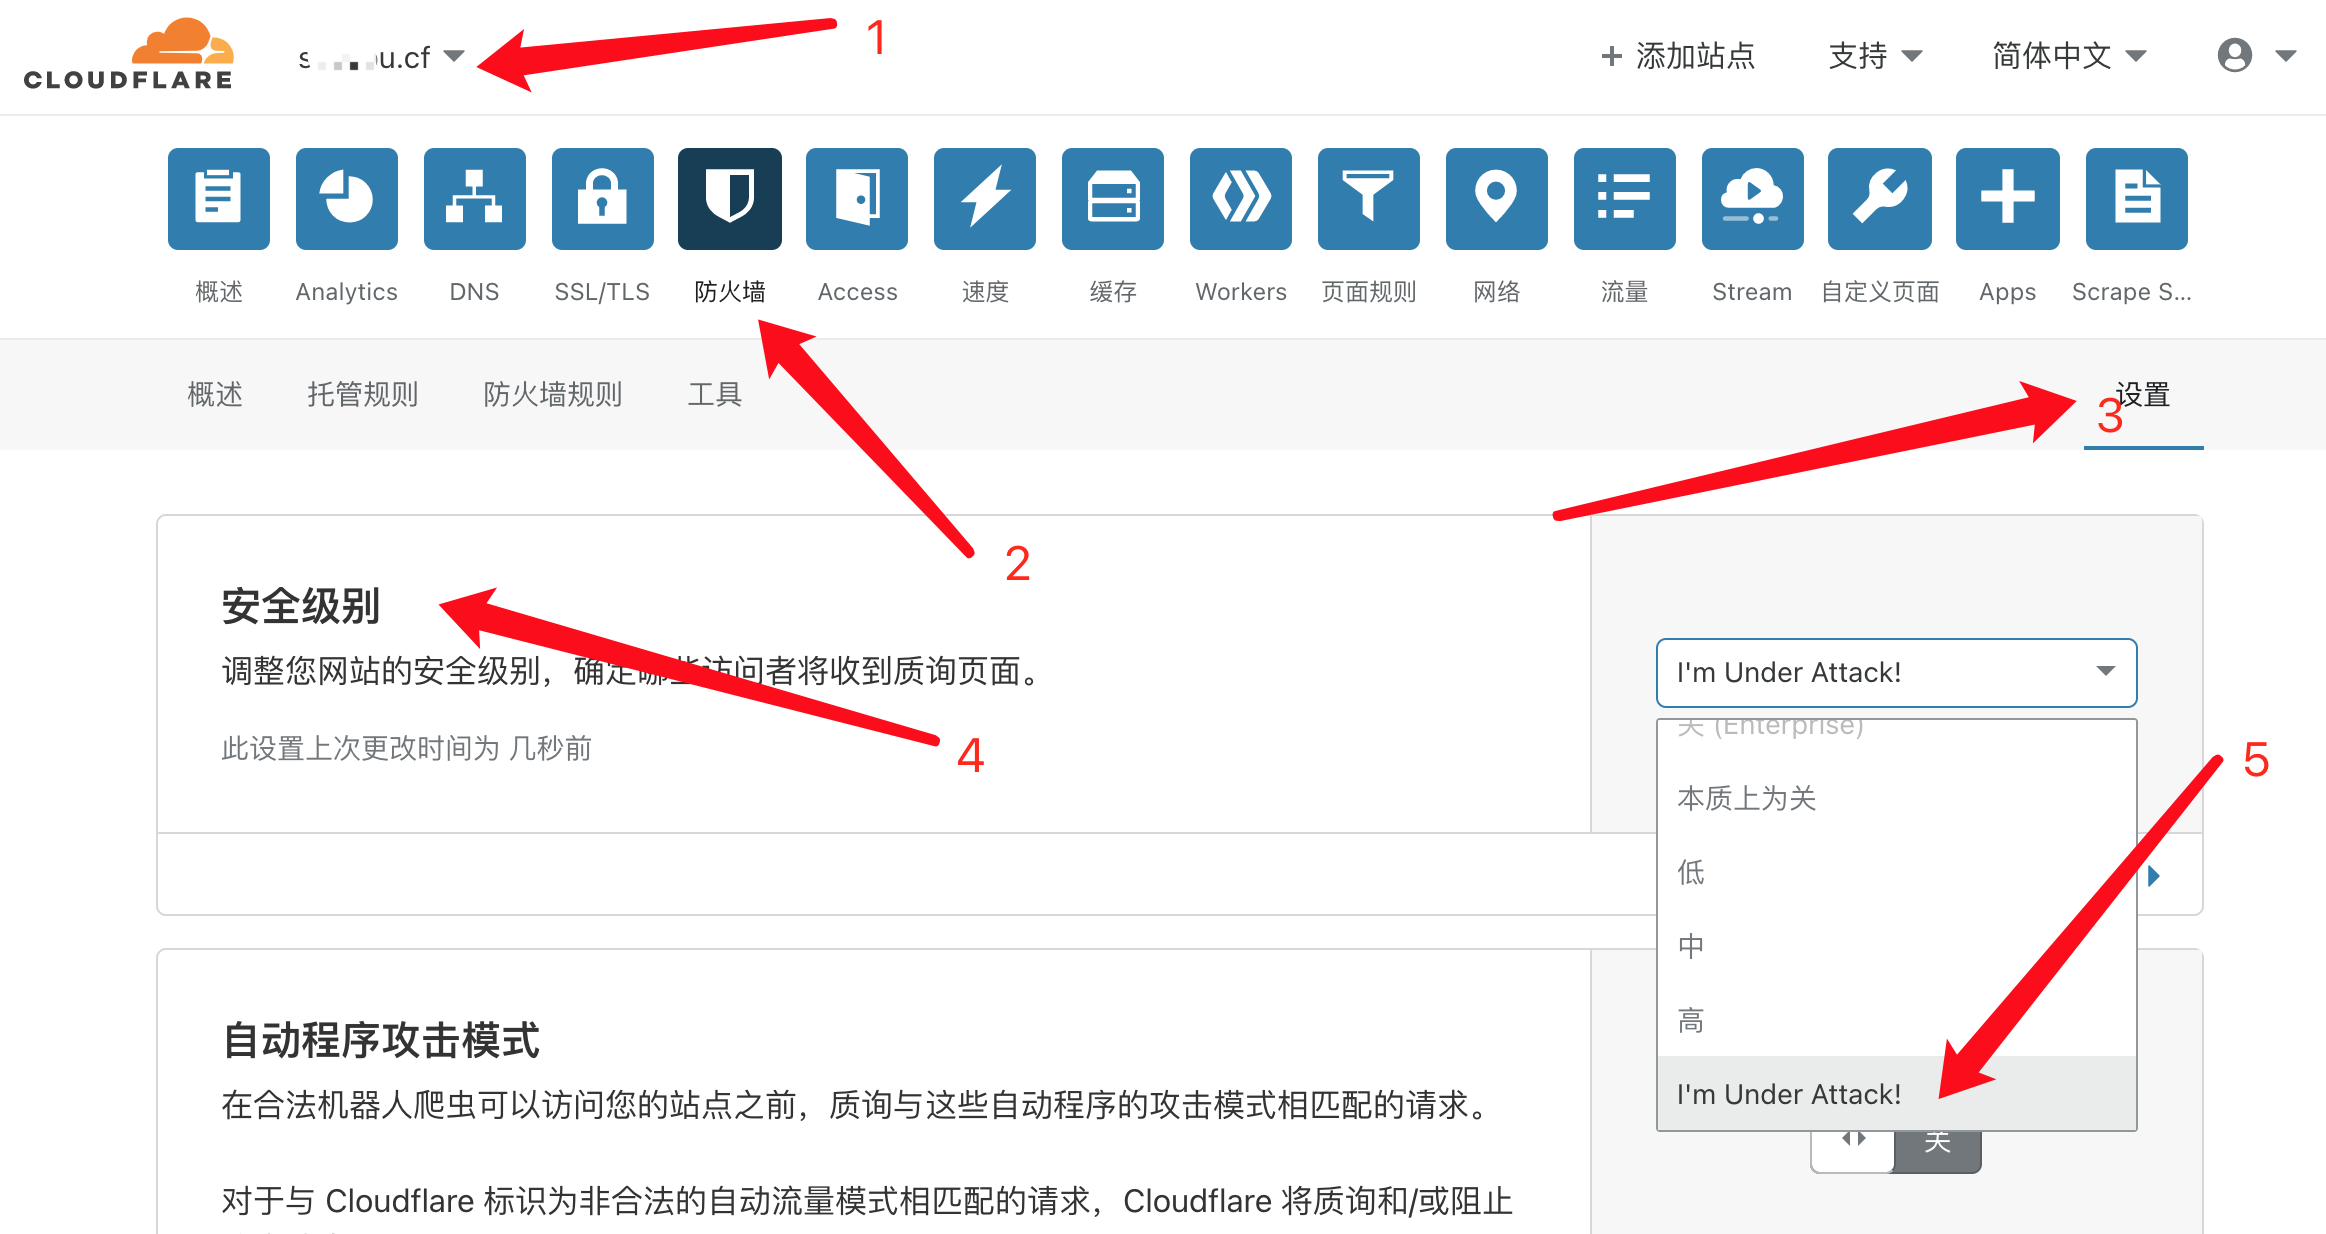 CLOUDFLARE
u.cf
1
添加站点
支持
简体中文
概述
Analytics
DNS
SSL/TLS
防火墙
Access
速度
缓存
Workers
页面规则
网络
流量
Stream
自定义页面
Apps
Scrape S...
概述
托管规则
防火墙规则
工具
设置
3
2
安全级别
调整您网站的安全级别，确定哪些访问者将收到质询页面。
此设置上次更改时间为 几秒前
4
I'm Under Attack!
关 (Enterprise)
本质上为关
低
中
高
I'm Under Attack!
5
自动程序攻击模式
在合法机器人爬虫可以访问您的站点之前，质询与这些自动程序的攻击模式相匹配的请求。
关
对于与 Cloudflare 标识为非合法的自动流量模式相匹配的请求，Cloudflare 将质询和/或阻止